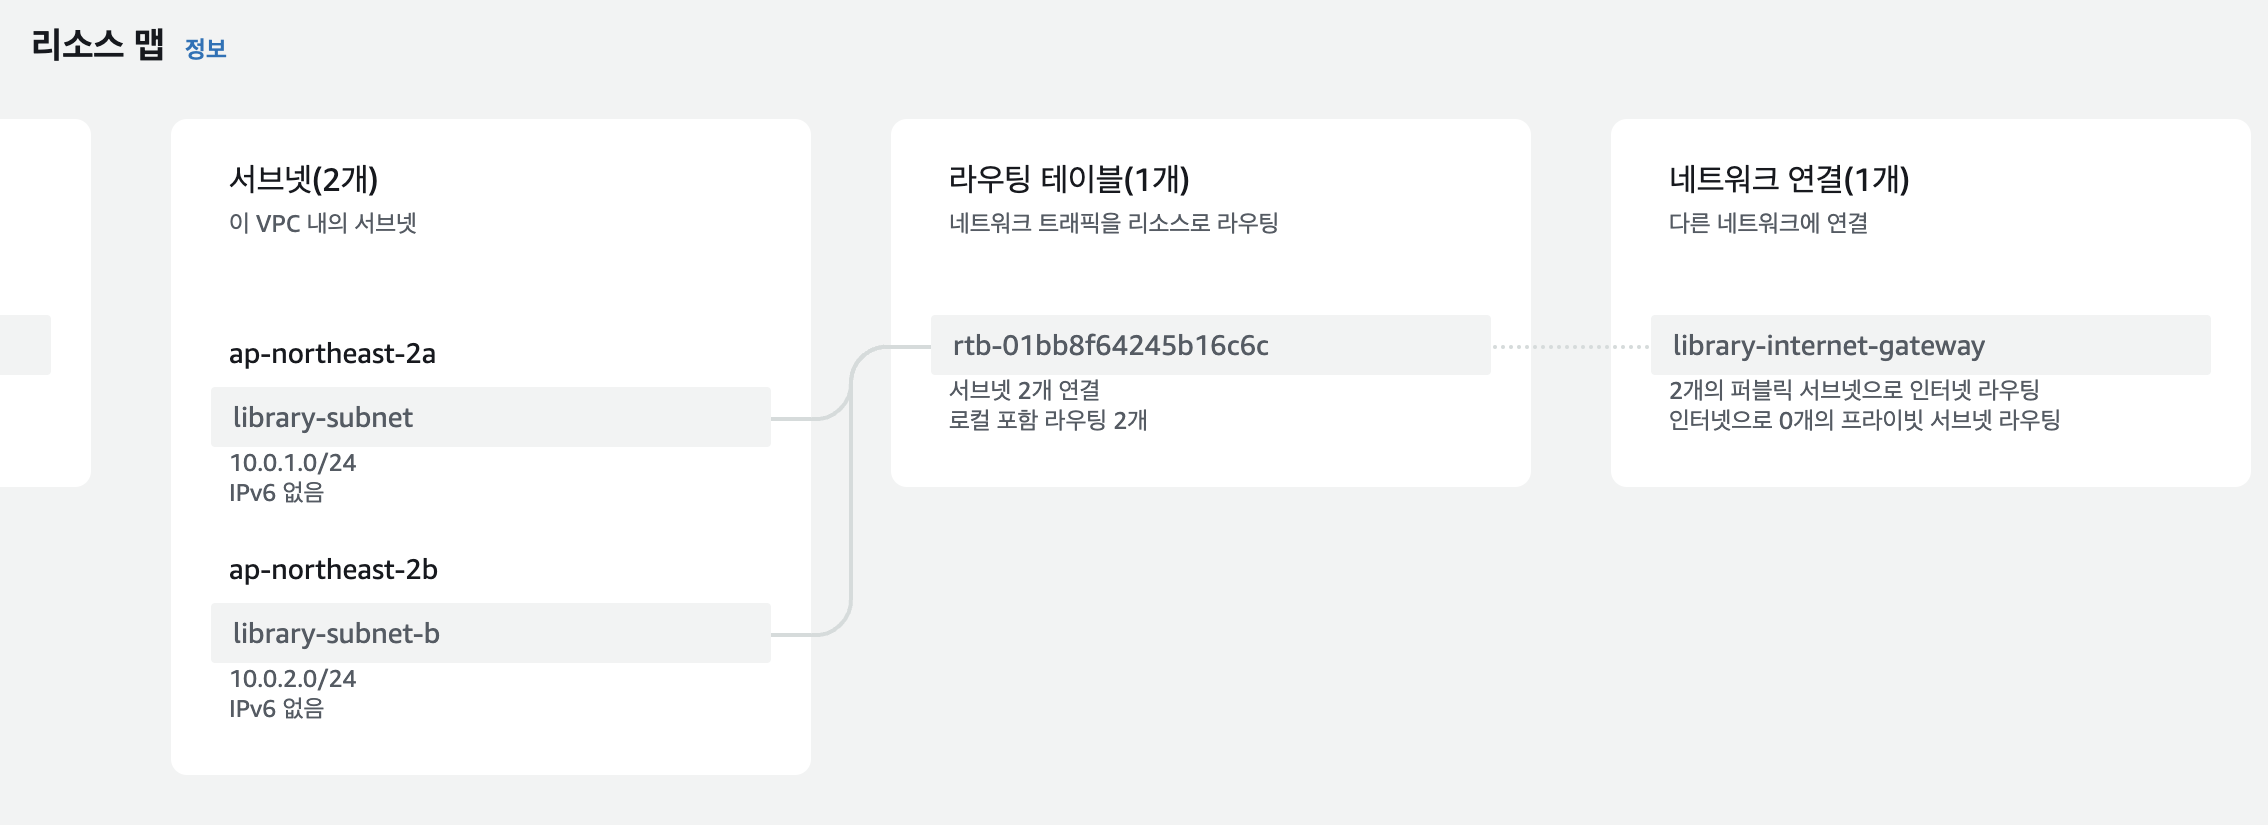 리소스 맵 정보
서브넷(2개)
이 VPC 내의 서브넷
ap-northeast-2a
library-subnet
10.0.1.0/24
IPv6 없음
ap-northeast-2b
library-subnet-b
10.0.2.0/24
IPv6 없음
라우팅 테이블(1개)
네트워크 트래픽을 리소스로 라우팅
rtb-01bb8f64245b16c6c
서브넷 2개 연결
로컬 포함 라우팅 2개
네트워크 연결(1개)
다른 네트워크에 연결
library-internet-gateway
2개의 퍼블릭 서브넷으로 인터넷 라우팅
인터넷으로 0개의 프라이빗 서브넷 라우팅